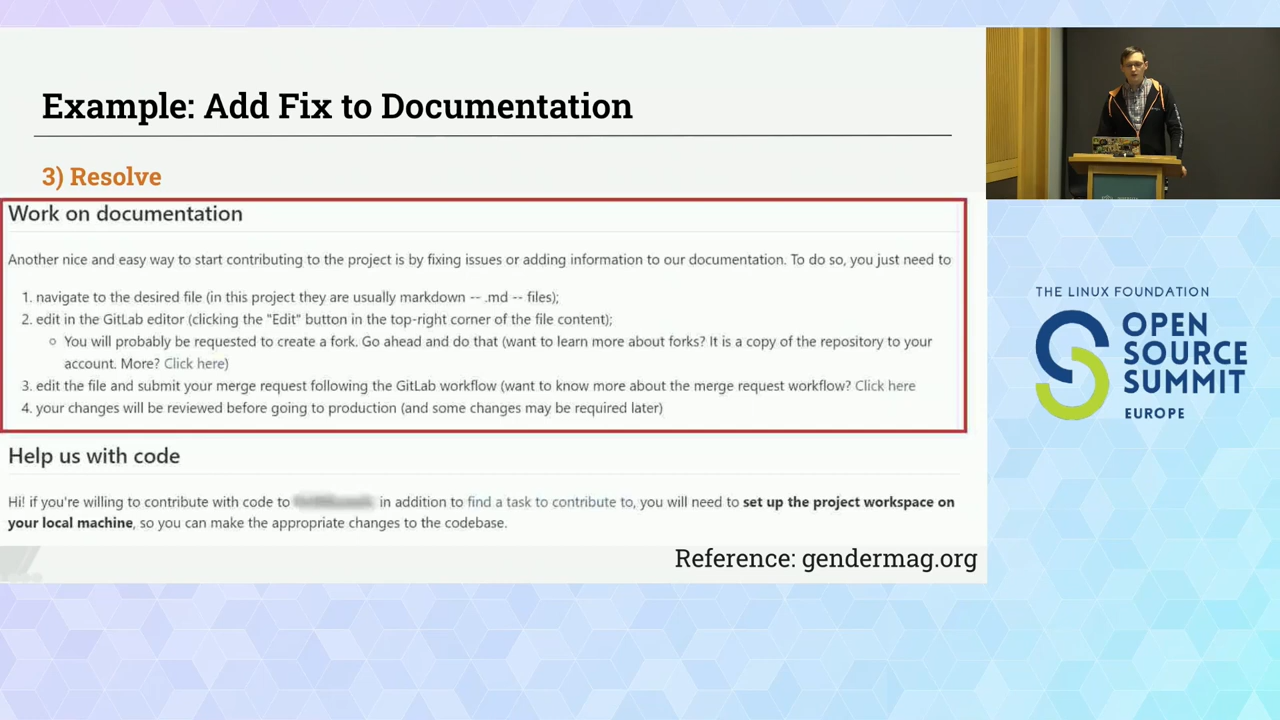 Example: Add Fix to Documentation
3) Resolve
Work on documentation
Another nice and easy way to start contributing to the project is by fixing issues or adding information to our documentation. To do so, you just need to
1. navigate to the desired file (in this project they are usually markdown -- .md -- files);
2. edit in the GitLab editor (clicking the "Edit" button in the top-right corner of the file content);
You will probably be requested to create a fork. Go ahead and do that (want to learn more about forks? It is a copy of the repository to your
account. More? Click here)
3. edit the file and submit your merge request following the GitLab workflow (want to know more about the merge request workflow? Click here
4. your changes will be reviewed before going to production (and some changes may be required later)
Help us with code
Hi! if you're willing to contribute with code to in addition to find a task to contribute to, you will need to set up the project workspace on
your local machine, so you can make the appropriate changes to the codebase.
Reference: gendermag.org
THE LINUX FOUNDATION
OPEN
SOURCE
SUMMIT
EUROPE